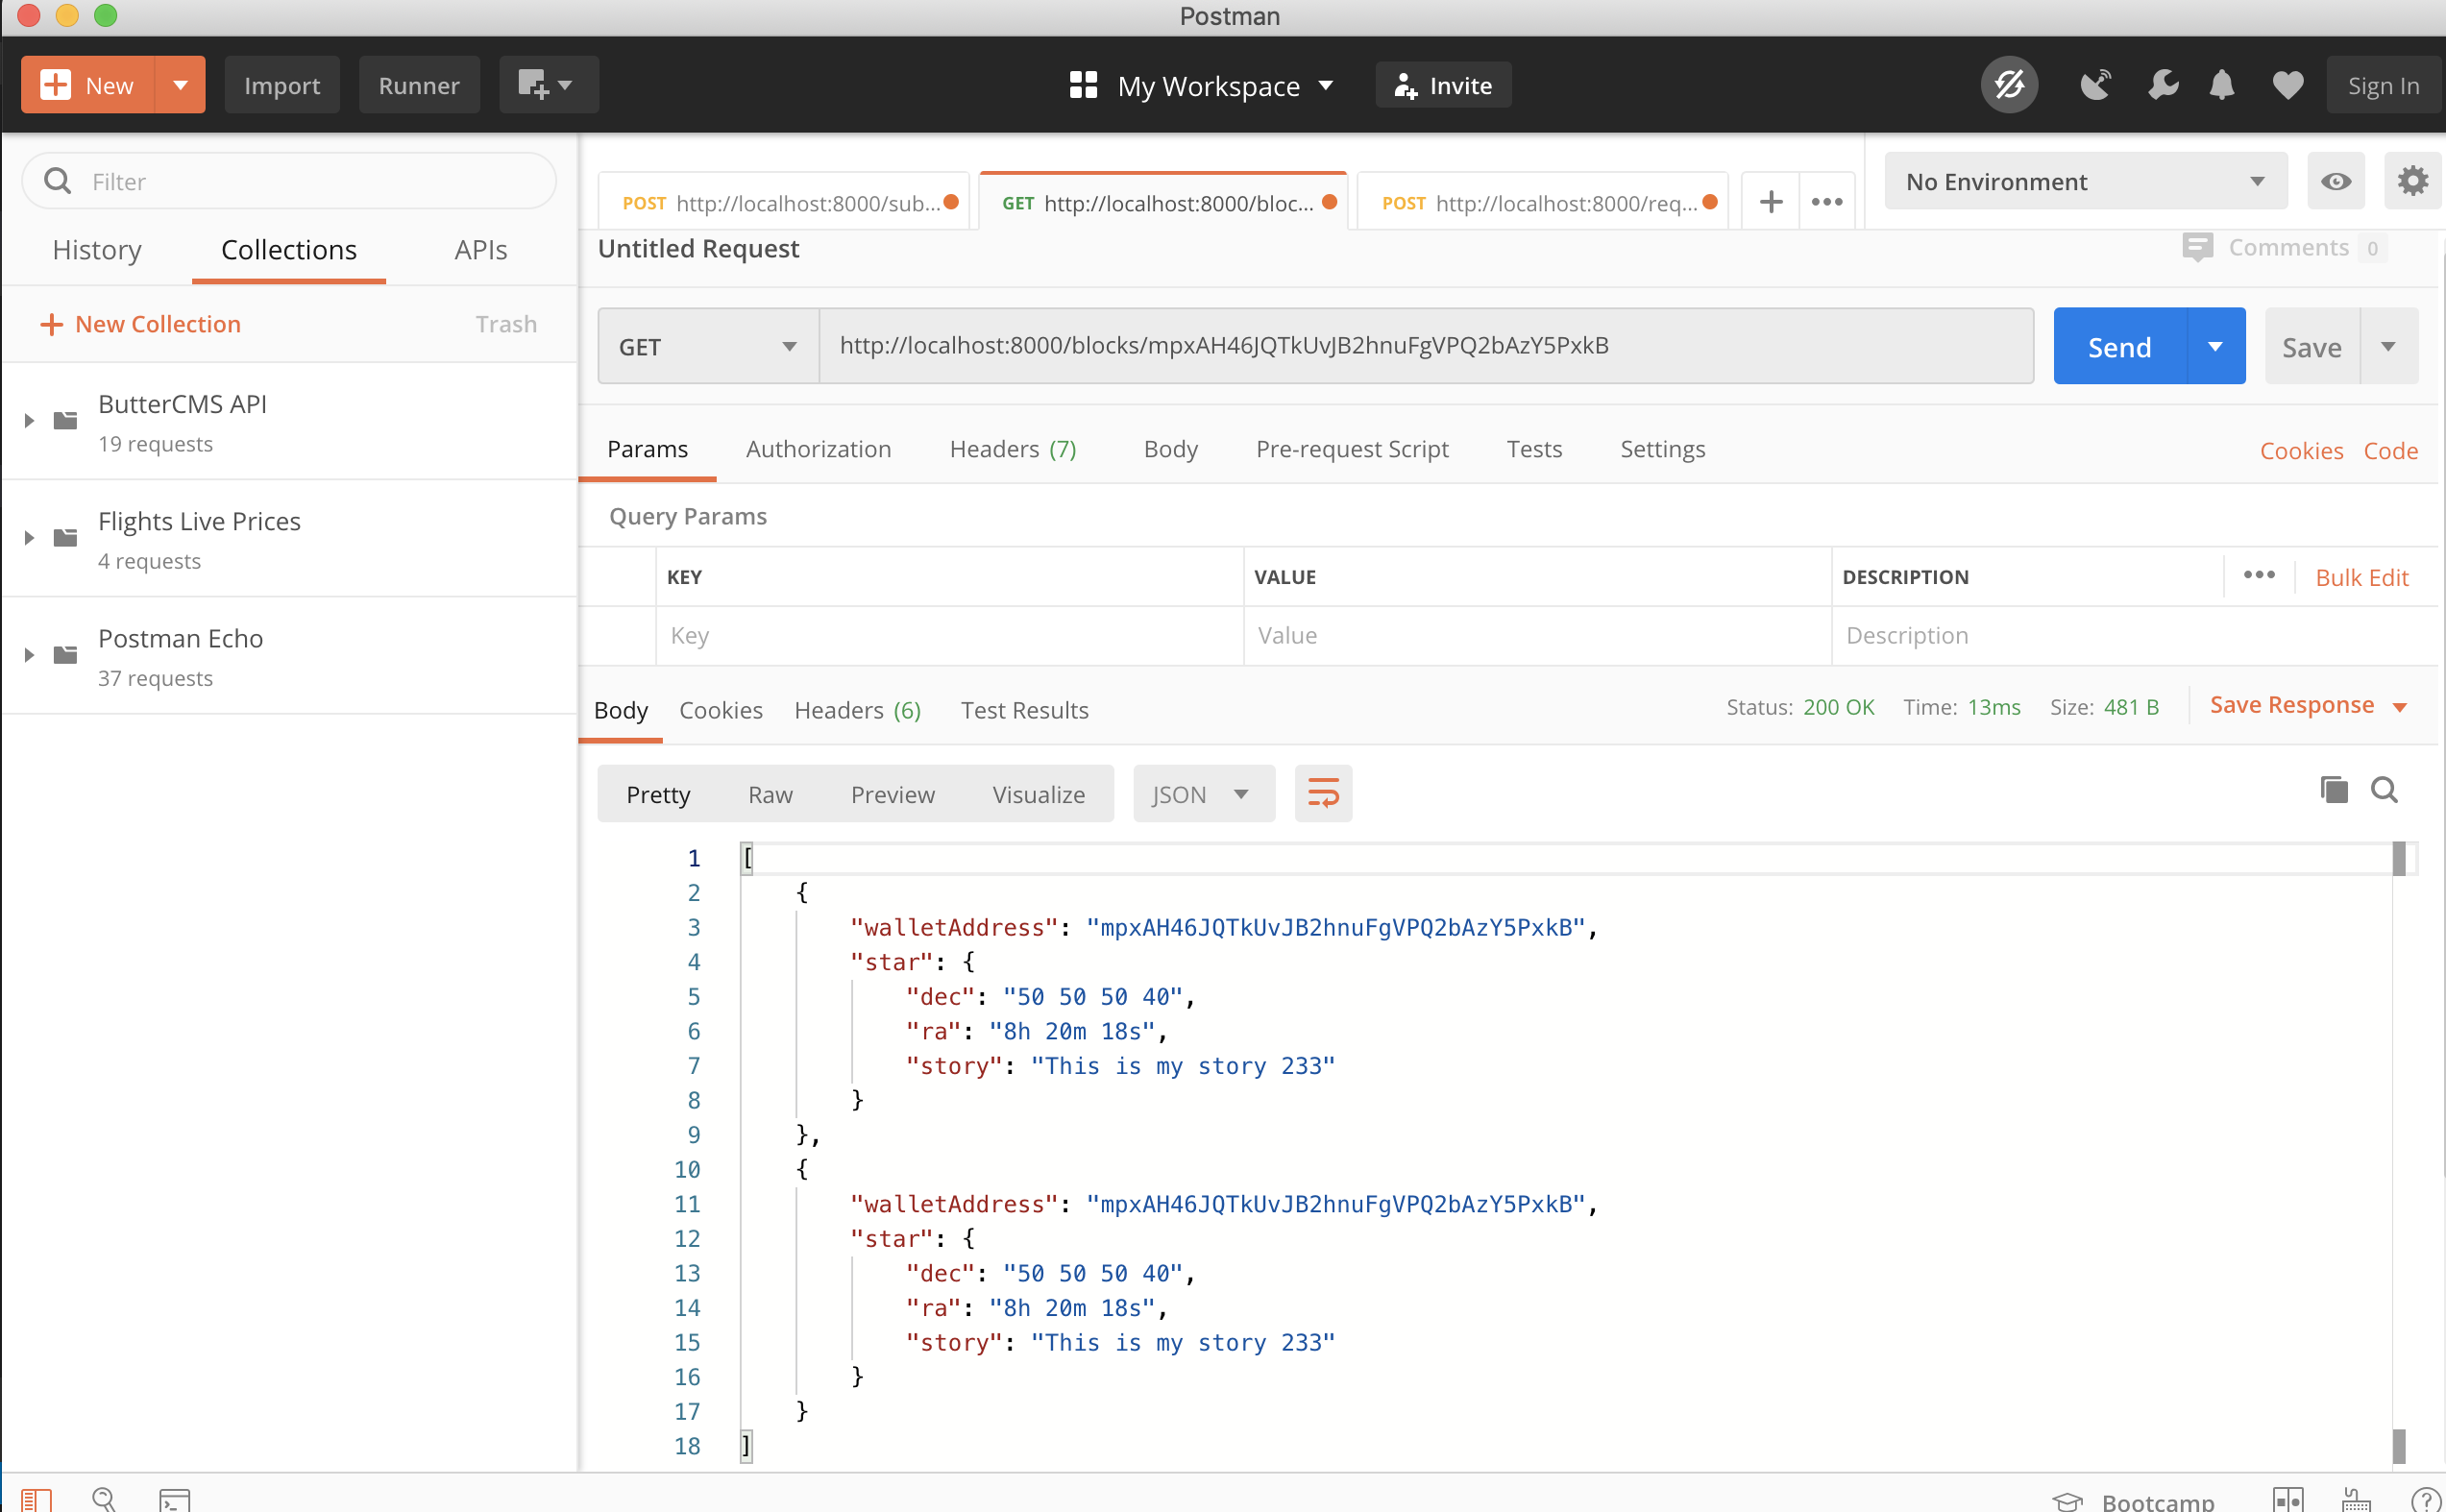 Postman
New
Import
Runner
My Workspace
Invite
Sign In
Filter
History
Collections
APIs
New Collection
Trash
ButterCMS API
19 requests
Flights Live Prices
4 requests
Postman Echo
37 requests
POST http://localhost:8000/sub...
GET http://localhost:8000/bloc...
POST http://localhost:8000/req...
No Environment
Untitled Request
Comments 0
GET
http://localhost:8000/blocks/mpxAH46JQTkUvJB2hnuFgVPQ2bAzY5PxkB
Send
Save
Params
Authorization
Headers (7)
Body
Pre-request Script
Tests
Settings
Cookies
Code
Query Params
KEY
VALUE
DESCRIPTION
Bulk Edit
Key
Value
Description
Body
Cookies
Headers (6)
Test Results
Status: 200 OK
Time: 13ms
Size: 481 B
Save Response
Pretty
Raw
Preview
Visualize
JSON
1 [
2 {
3 "walletAddress": "mpxAH46JQTkUvJB2hnuFgVPQ2bAzY5PxkB",
4 "star": {
5 "dec": "50 50 50 40",
6 "ra": "8h 20m 18s",
7 "story": "This is my story 233"
8 }
9 },
10 {
11 "walletAddress": "mpxAH46JQTkUvJB2hnuFgVPQ2bAzY5PxkB",
12 "star": {
13 "dec": "50 50 50 40",
14 "ra": "8h 20m 18s",
15 "story": "This is my story 233"
16 }
17 }
18 ]
Bootcamp